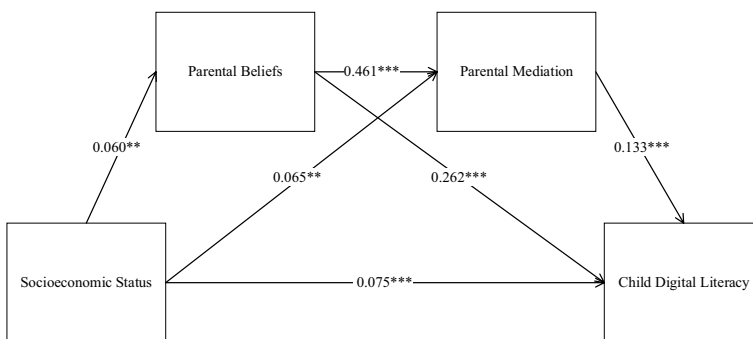 Parental Beliefs
0.461***
Parental Mediation
0.060**
0.065**
0.262***
0.133***
Socioeconomic Status
0.075***
Child Digital Literacy